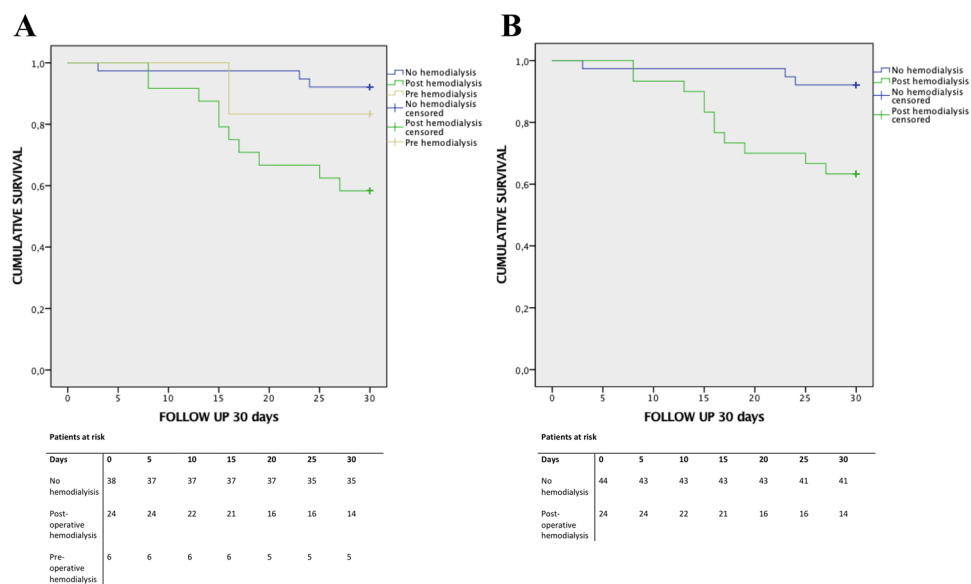 A
CUMULATIVE SURVIVAL
1,0
0,8
0,6
0,4
0,2
0,0
0 5 10 15 20 25 30
FOLLOW UP 30 days
No hemodialysis
Post hemodialysis
Pre hemodialysis
No hemodialysis
censored
Post hemodialysis
censored
Pre hemodialysis
Patients at risk
Days 0 5 10 15 20 25 30
No
hemodialyisis 38 37 37 37 37 35 35
Post-
operative
hemodialysis 24 24 22 21 16 16 14
Pre-
operative
hemodialysis 6 6 6 6 5 5 5
B
CUMULATIVE SURVIVAL
1,0
0,8
0,6
0,4
0,2
0,0
0 5 10 15 20 25 30
FOLLOW UP 30 days
No hemodialysis
Post hemodialysis
No hemodialysis
censored
Post hemodialysis
censored
Patients at risk
Days 0 5 10 15 20 25 30
No
hemodialysis 44 43 43 43 43 41 41
Post-
operative
hemodialysis 24 24 22 21 16 16 14